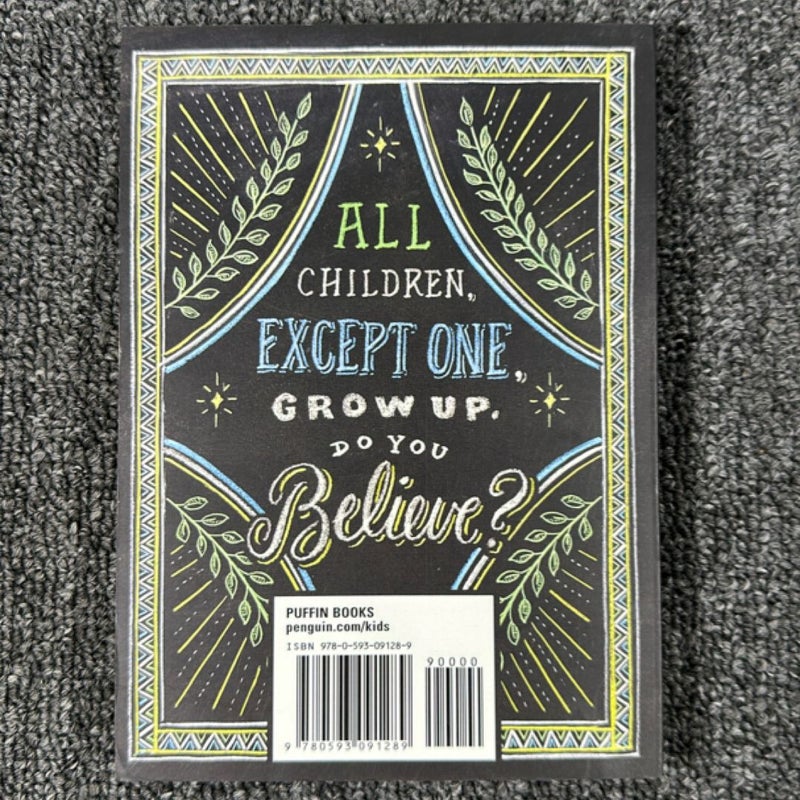 ALL
CHILDREN,
EXCEPT ONE,
GROW UP.
DO YOU
Believe?
PUFFIN BOOKS
penguin.com/kids
ISBN 978-0-593-09128-9
90000
9 780593 091289